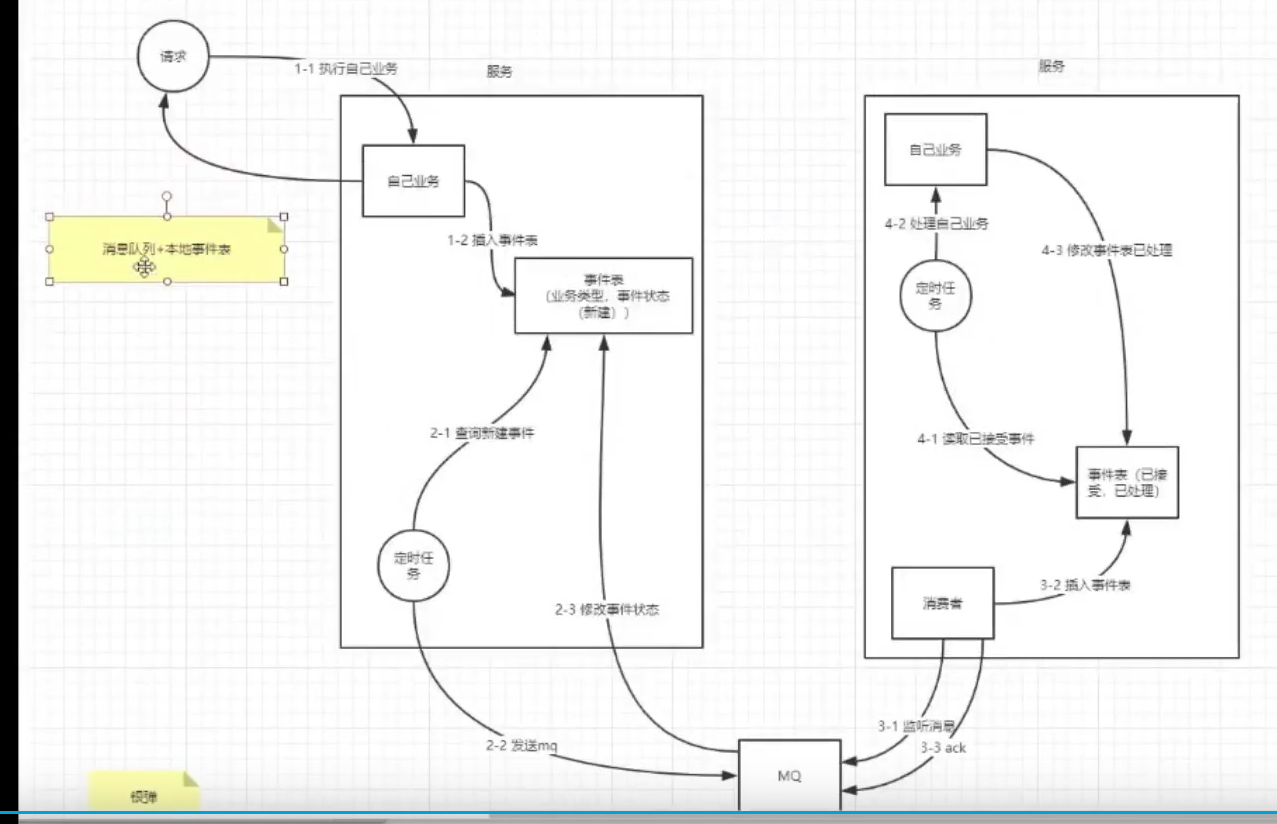 请求
1-1 执行自己业务
服务
自己业务
消息队列+本地事件表
1-2 插入事件表
事件表
(业务类型,事件状态
(新建))
2-1 查询新建事件
定时任
务
2-3 修改事件状态
2-2 发送mq
MQ
服务
自己业务
4-2 处理自己业务
4-3 修改事件表已处理
定时任
务
4-1 读取已接受事件
事件表(已接
受,已处理)
消费者
3-2 插入事件表
3-1 监听消息
3-3 ack